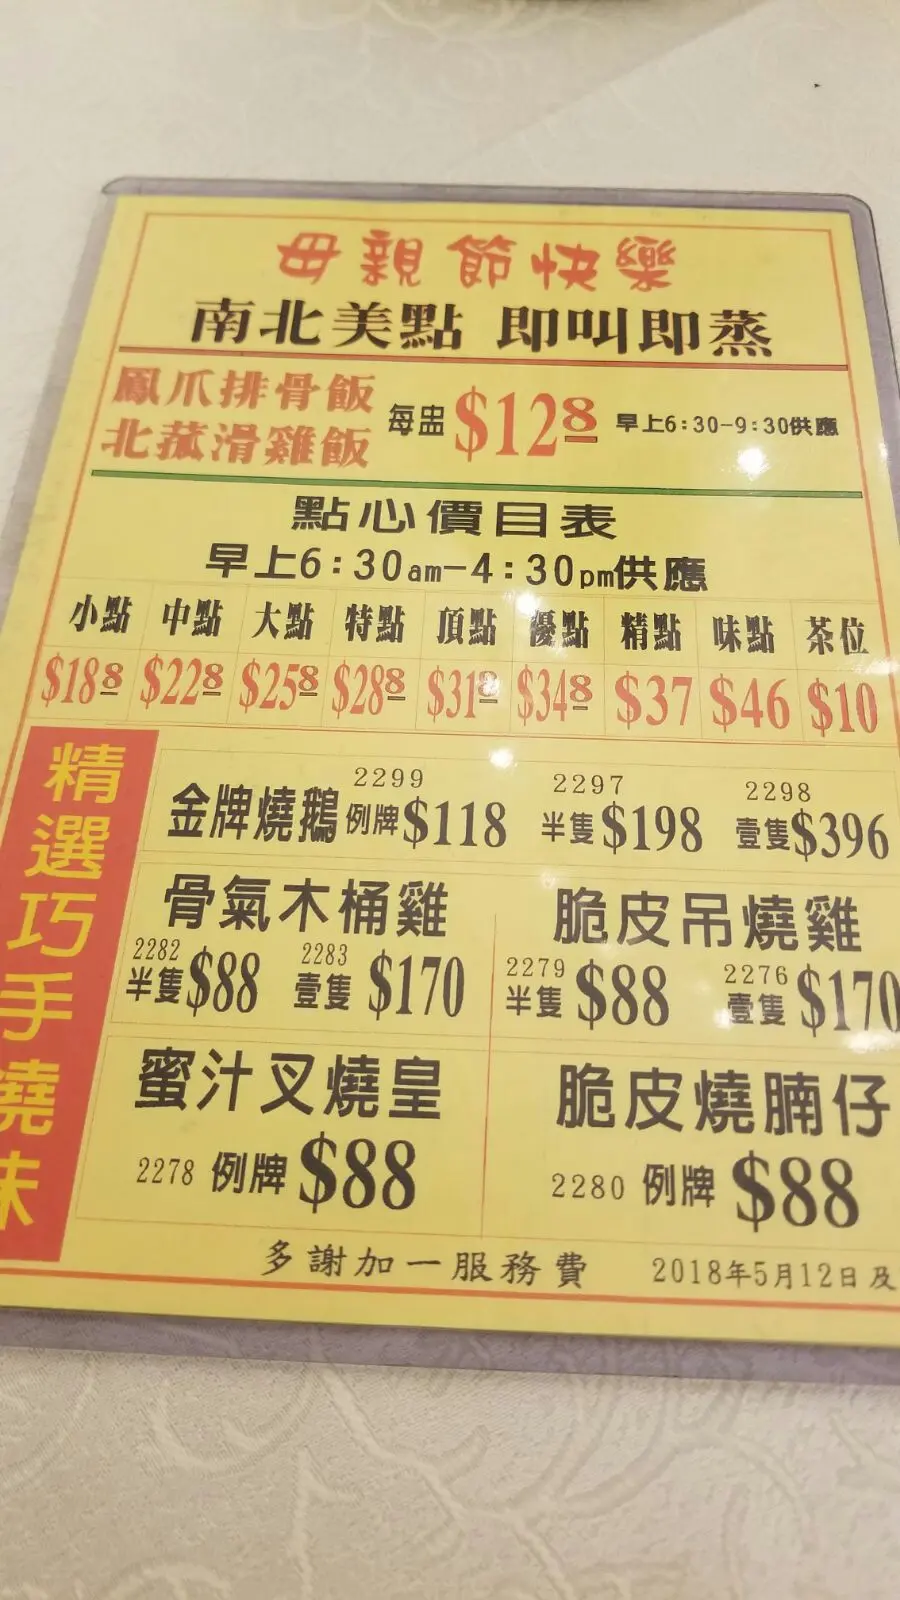 母親節快樂
南北美點 即叫即蒸
鳳爪排骨飯
北菰滑雞飯
每盅 $12.8 早上6:30-9:30供應
點心價目表
早上6:30am-4:30pm供應
小點 中點 大點 特點 頂點 優點 精點 味點 茶位
$18.8 $22.8 $25.8 $28.8 $31.8 $34.8 $37 $46 $10
精選巧手燒味
2299 2297 2298
金牌燒鵝 例牌 $118 半隻 $198 壹隻 $396
骨氣木桶雞 脆皮吊燒雞
2282 2283 2279 2276
半隻 $88 壹隻 $170 半隻 $88 壹隻 $170
蜜汁叉燒皇 脆皮燒腩仔
2278 例牌 $88 2280 例牌 $88
多謝加一服務費 2018年5月12日及